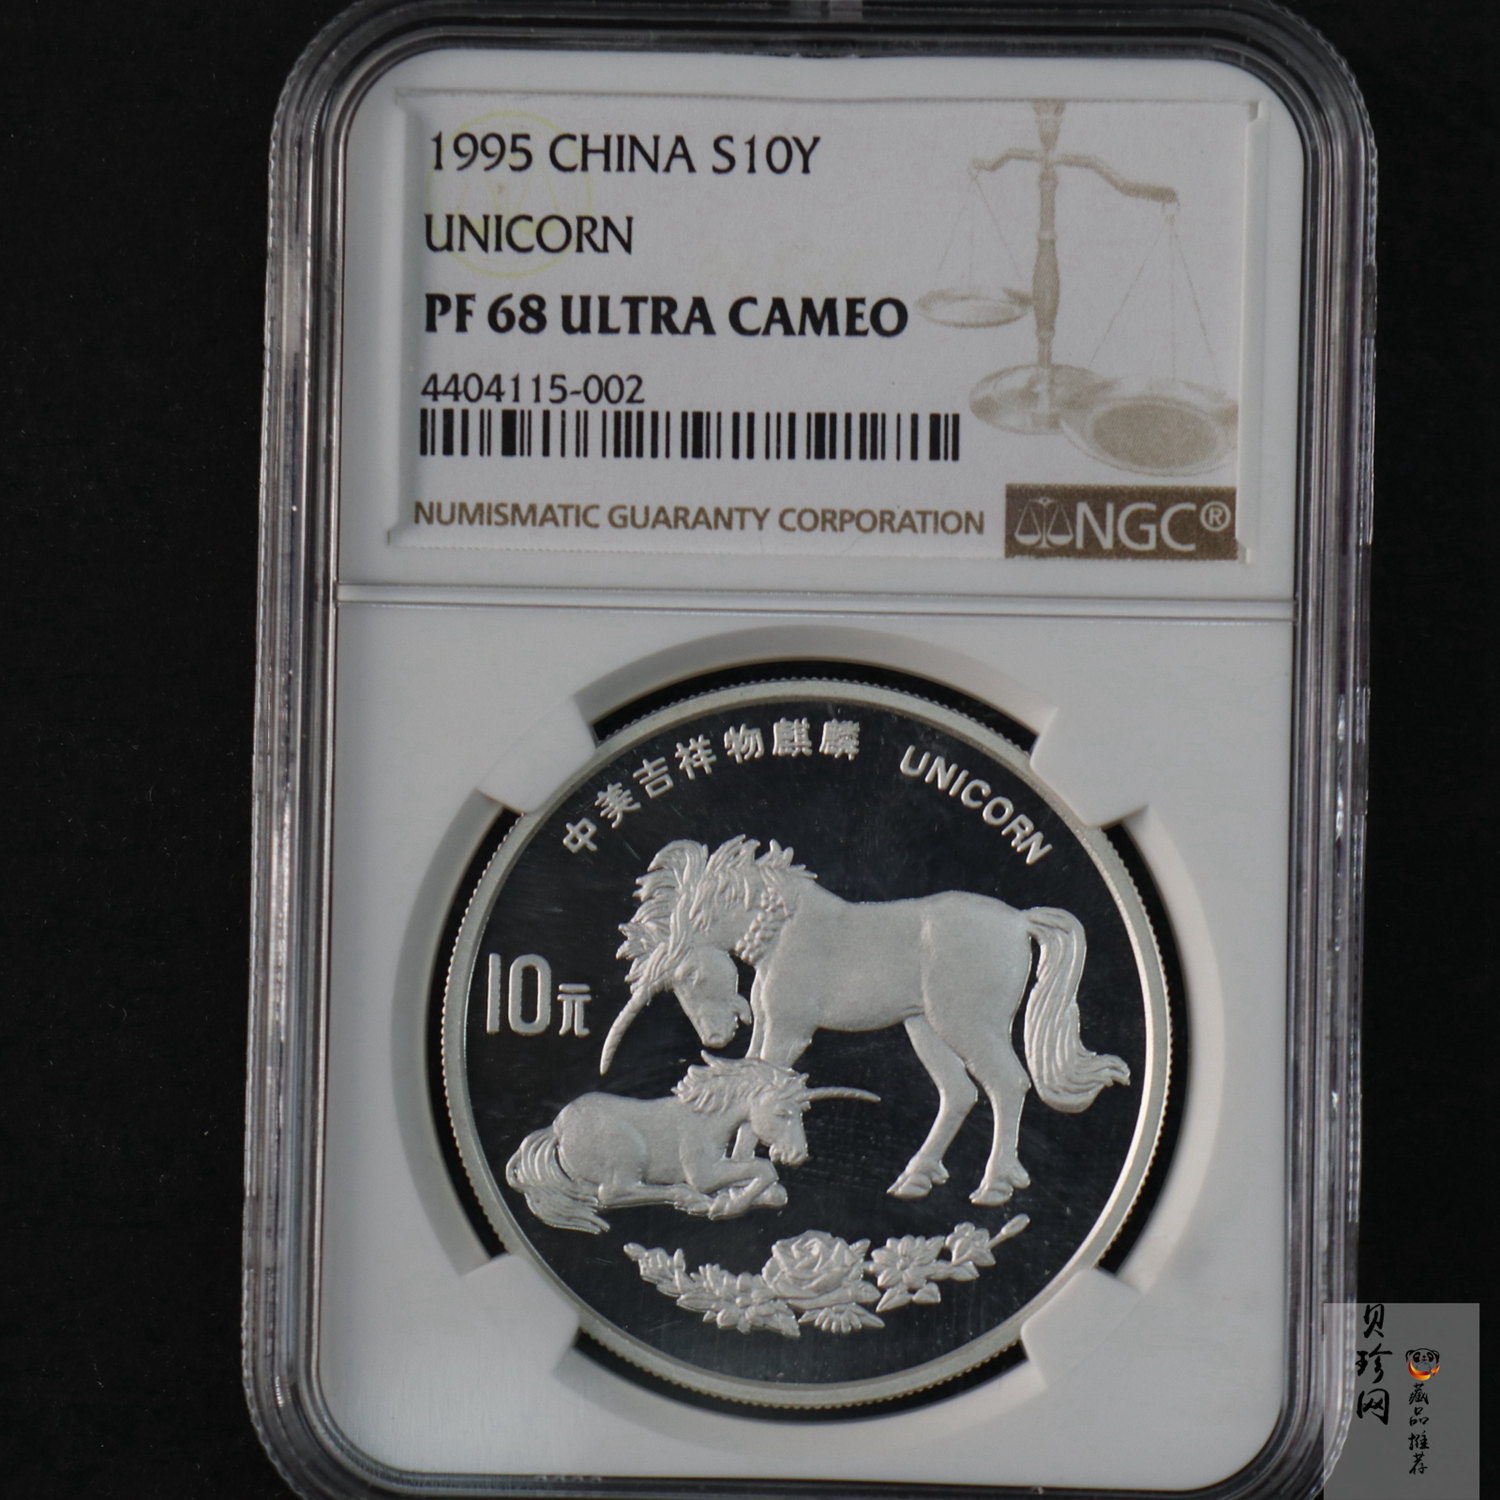 1995 CHINA S10Y
UNICORN
PF 68 ULTRA CAMEO
4404115-002
NUMISMATIC GUARANTY CORPORATION
NGC®
中美吉祥物麒麟 UNICORN
10元
贝珍网
藏品推荐